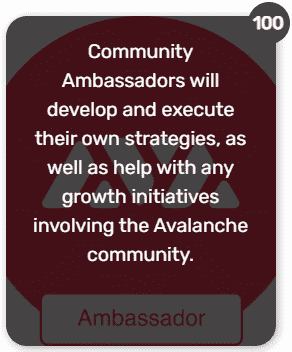 100
Community
Ambassadors will
develop and execute
their own strategies, as
well as help with any
growth initiatives
involving the Avalanche
community.
AVA
Ambassador